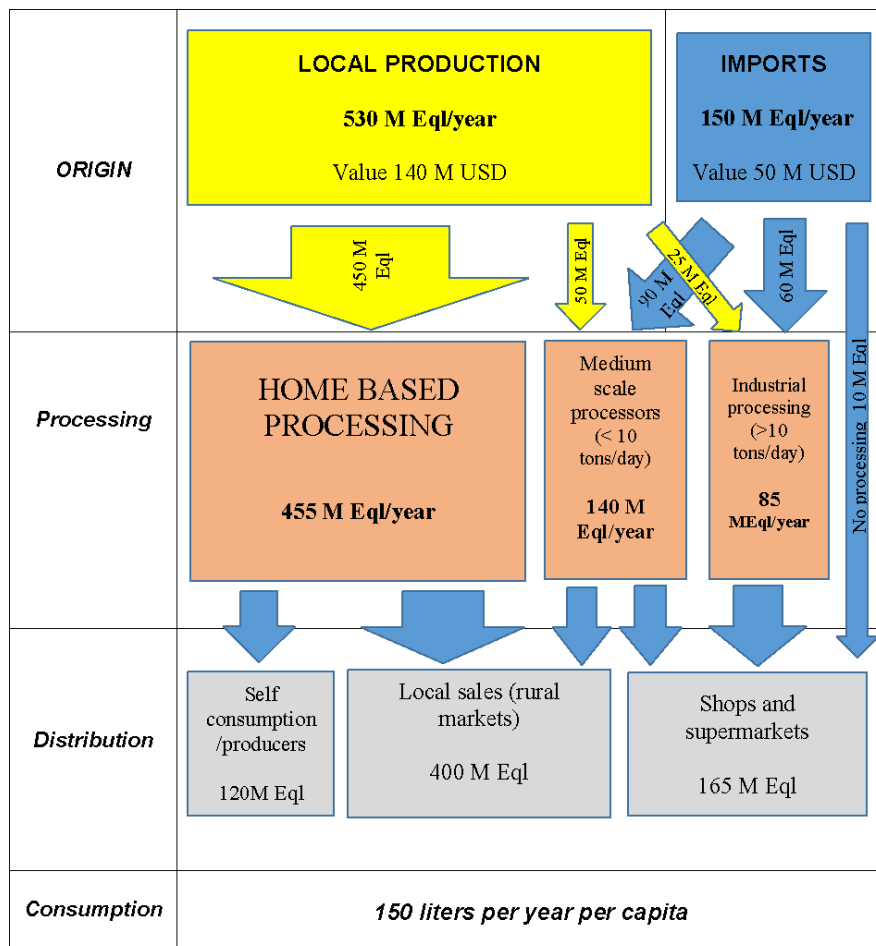 LOCAL PRODUCTION
530 M Eql/year
Value 140 M USD
IMPORTS
150 M Eql/year
Value 50 M USD
ORIGIN
450 M
Eql
50 M Eql
90 M
Eql
25 M Eql
60 M Eql
No processing 10 M Eql
Processing
HOME BASED
PROCESSING
455 M Eql/year
Medium
scale
processors
(< 10
tons/day)
140 M
Eql/year
Industrial
processing
(>10
tons/day)
85
MEql/year
Distribution
Self
consumption
/producers
120M Eql
Local sales (rural
markets)
400 M Eql
Shops and
supermarkets
165 M Eql
Consumption
150 liters per year per capita